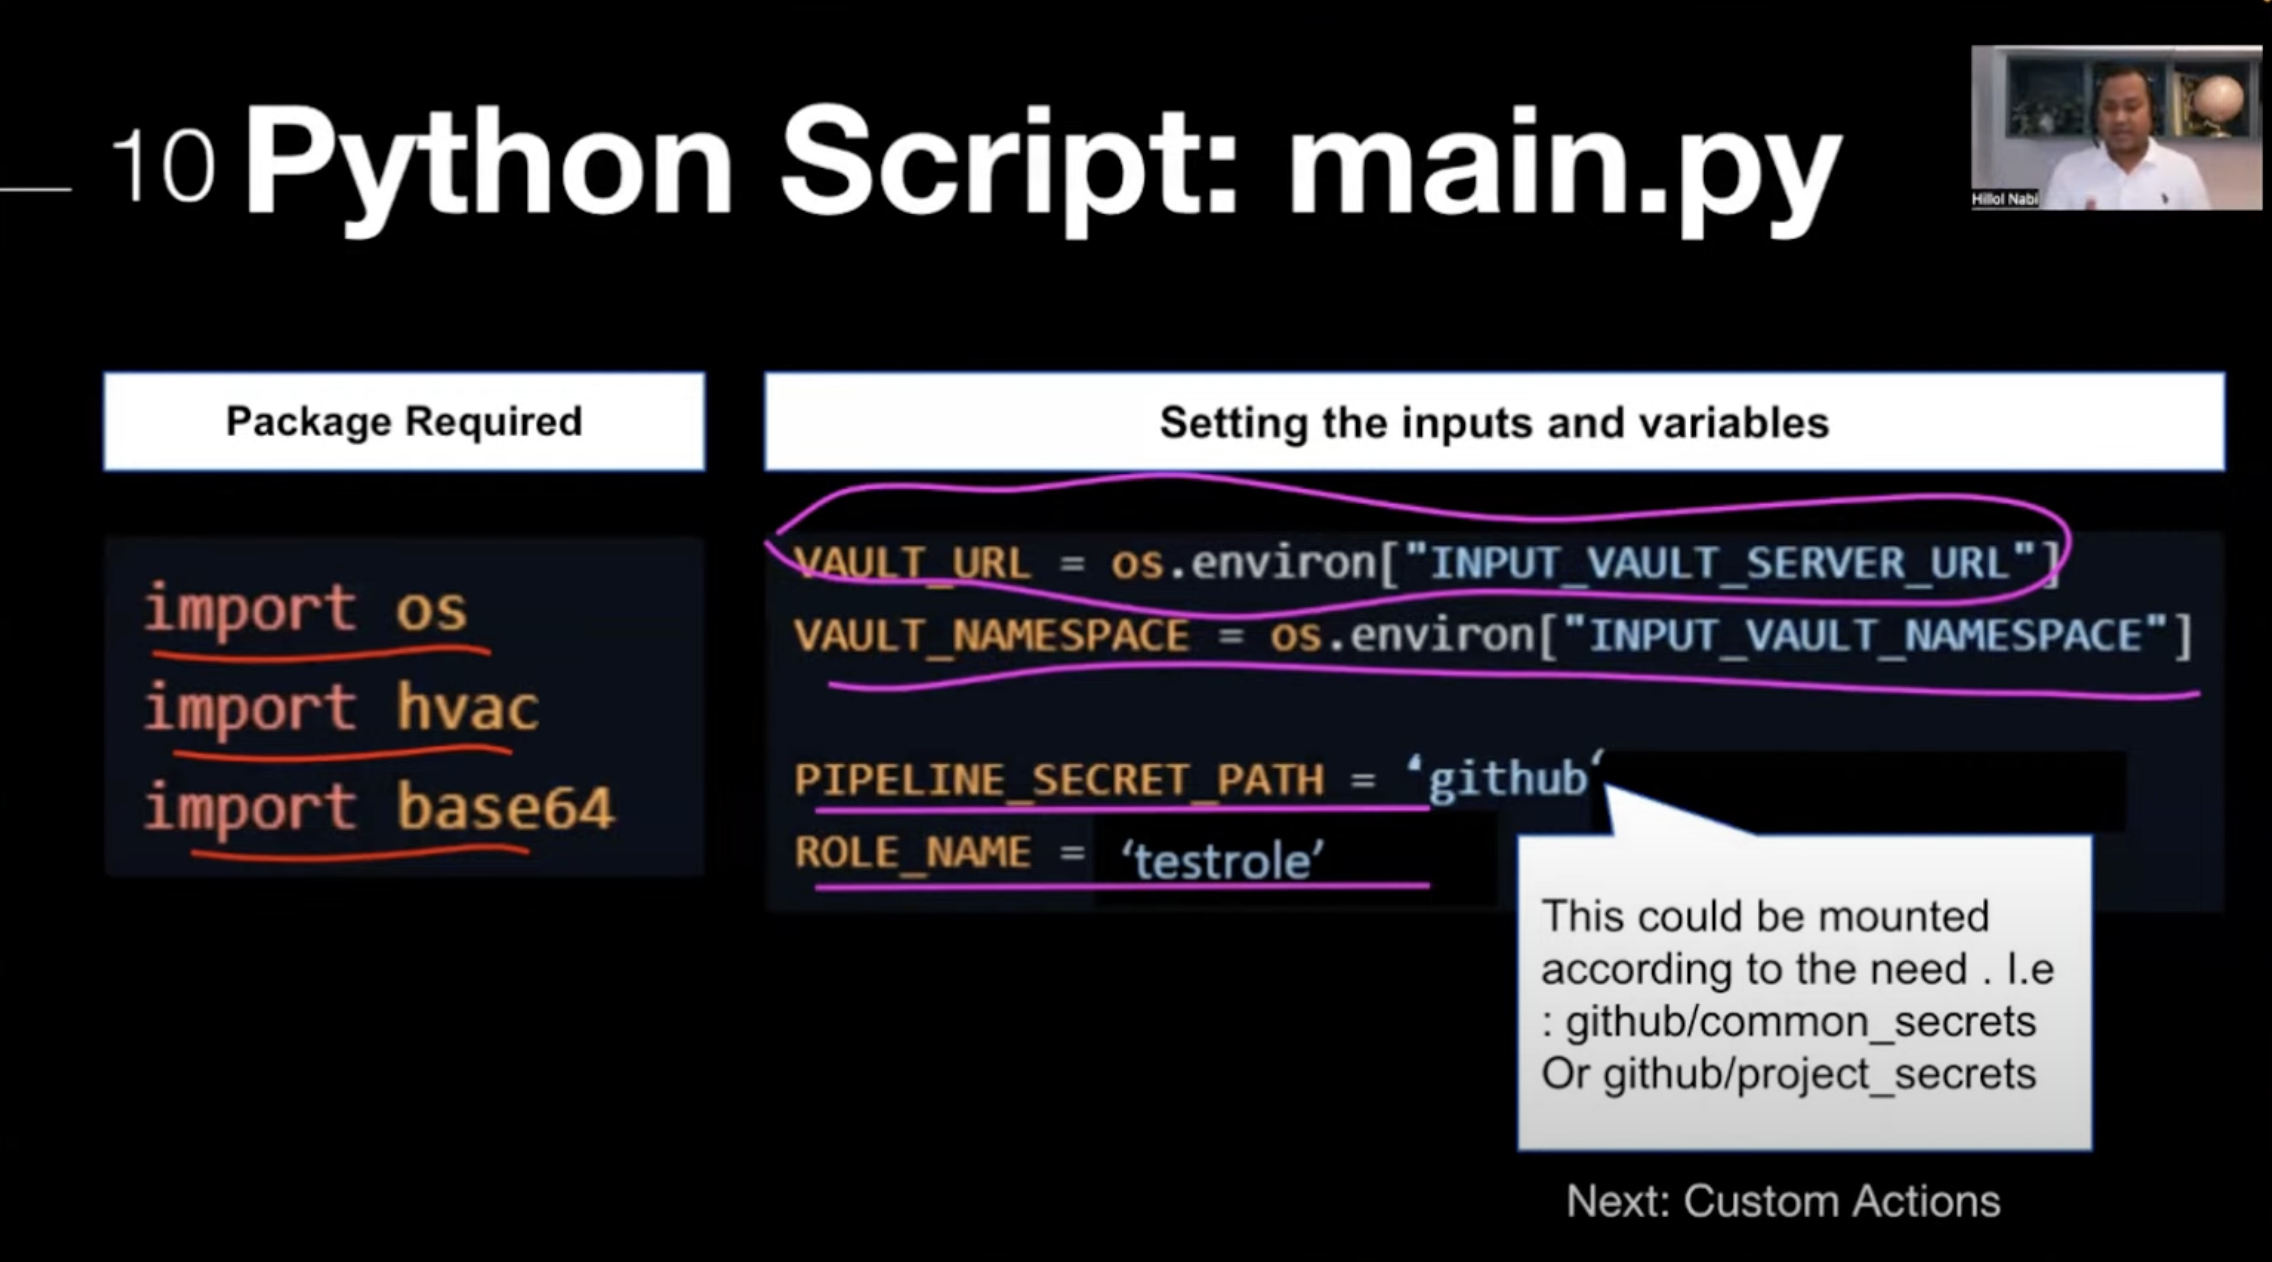 10 Python Script: main.py
Hillol Nabi
Package Required
import os
import hvac
import base64
Setting the inputs and variables
VAULT_URL = os.environ["INPUT_VAULT_SERVER_URL"]
VAULT_NAMESPACE = os.environ["INPUT_VAULT_NAMESPACE"]
PIPELINE_SECRET_PATH = ‘github‘
ROLE_NAME = ‘testrole’
This could be mounted
according to the need . I.e
: github/common_secrets
Or github/project_secrets
Next: Custom Actions